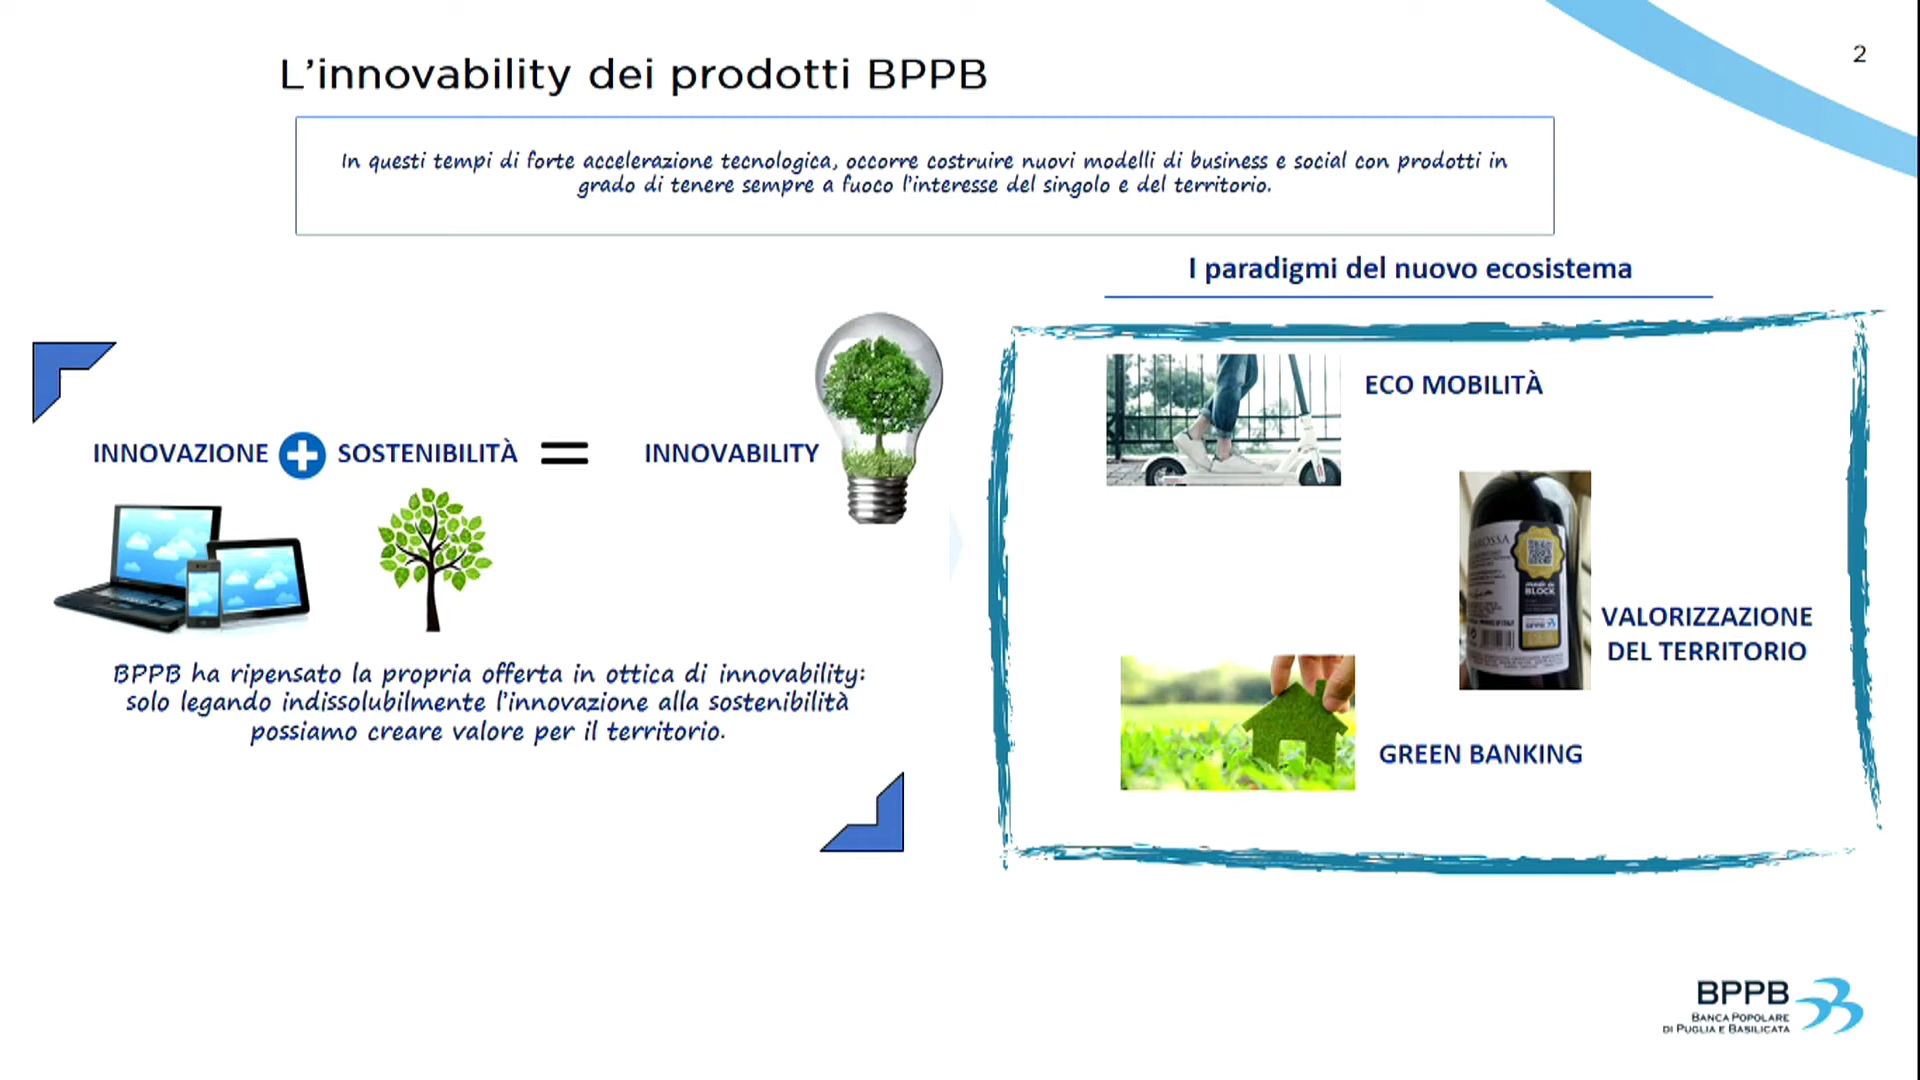 2
L'innovability dei prodotti BPPB
In questi tempi di forte accelerazione tecnologica, occorre costruire nuovi modelli di business e social con prodotti in
grado di tenere sempre a fuoco l'interesse del singolo e del territorio.
I paradigmi del nuovo ecosistema
INNOVAZIONE + SOSTENIBILITÀ = INNOVABILITY
BPPB ha ripensato la propria offerta in ottica di innovability:
solo legando indissolubilmente l'innovazione alla sostenibilità
possiamo creare valore per il territorio.
ECO MOBILITÀ
BLOCK
BPPB
VALORIZZAZIONE
DEL TERRITORIO
GREEN BANKING
BPPB
BANCA POPOLARE
DI PUGLIA E BASILICATA